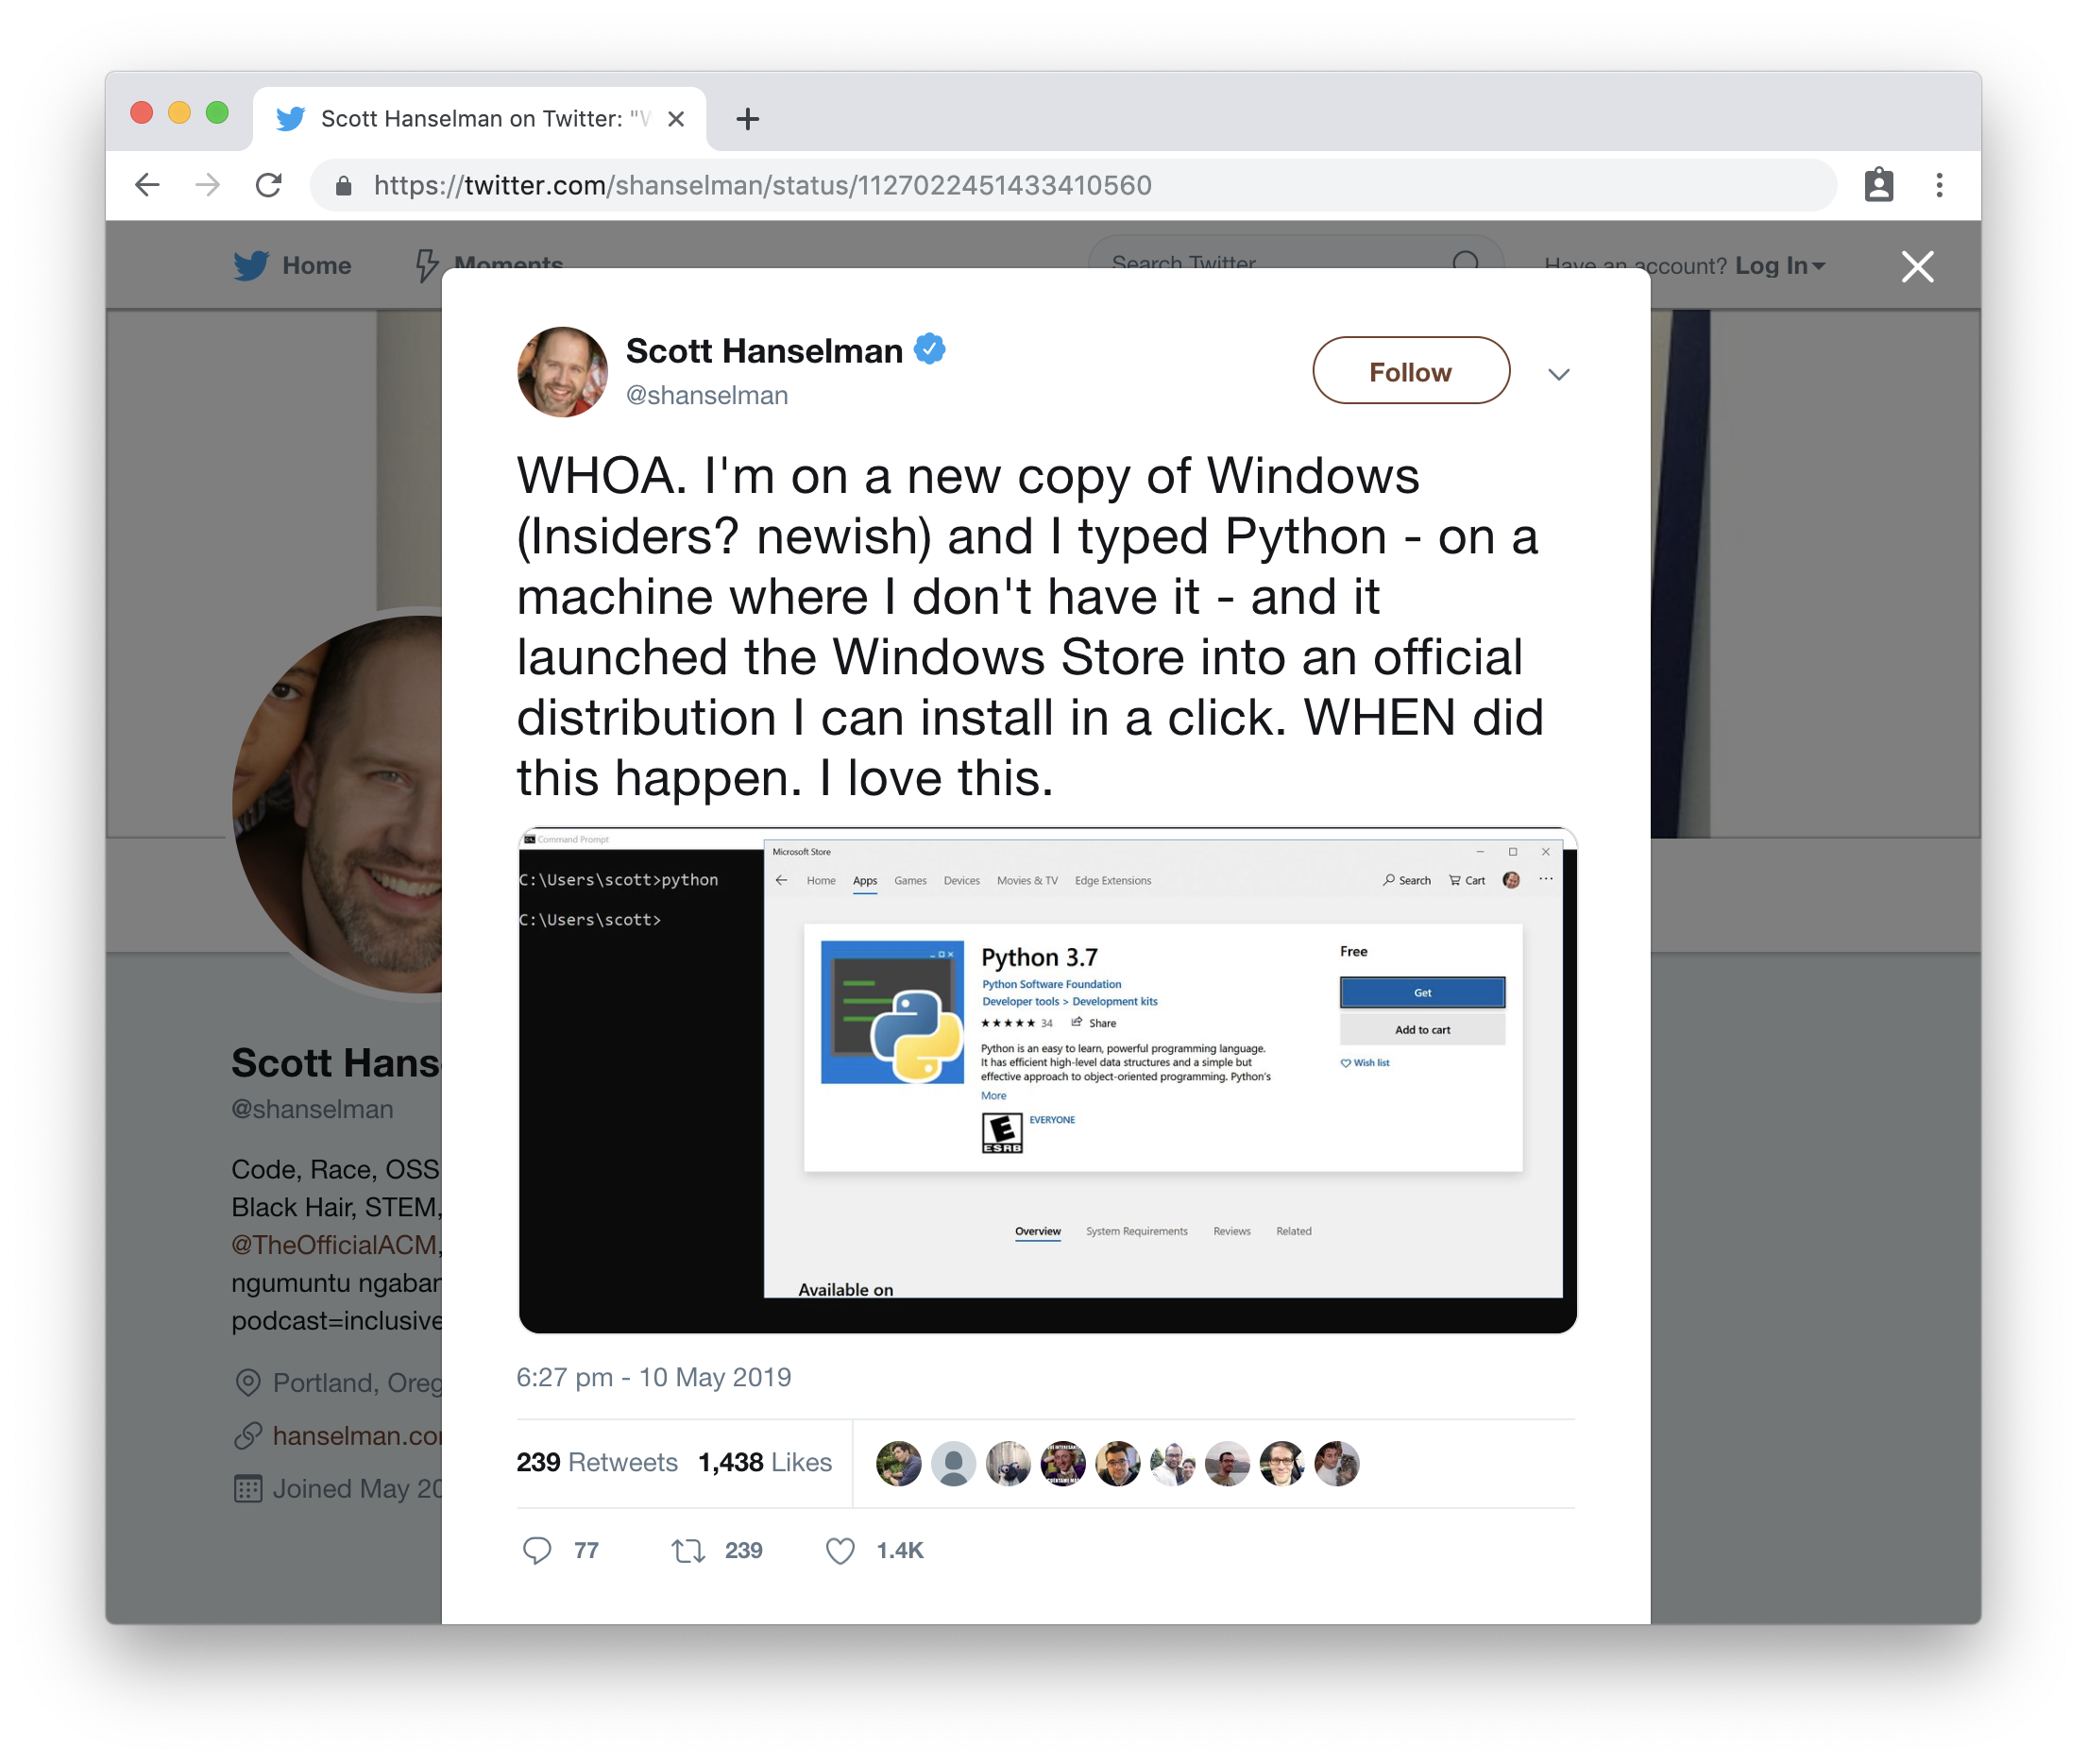 Scott Hanselman on Twitter: "W
https://twitter.com/shanselman/status/1127022451433410560
Home
Moments
Search Twitter
Have an account? Log In
Scott Hanselman
@shanselman
Follow
WHOA. I'm on a new copy of Windows
(Insiders? newish) and I typed Python - on a
machine where I don't have it - and it
launched the Windows Store into an official
distribution I can install in a click. WHEN did
this happen. I love this.
Command Prompt
C:\Users\scott>python
C:\Users\scott>
Microsoft Store
Home Apps Games Devices Movies & TV Edge Extensions
Search Cart
Python 3.7
Python Software Foundation
Developer tools > Development kits
34 Share
Python is an easy to learn, powerful programming language.
It has efficient high-level data structures and a simple but
effective approach to object-oriented programming. Python's
More
E
ESRB
EVERYONE
Free
Get
Add to cart
Wish list
Overview System Requirements Reviews Related
Available on
6:27 pm - 10 May 2019
239 Retweets 1,438 Likes
77 239 1.4K
Scott Hans
@shanselman
Code, Race, OSS
Black Hair, STEM,
@TheOfficialACM,
ngumuntu ngaban
podcast=inclusive
Portland, Oreg
hanselman.com
Joined May 20